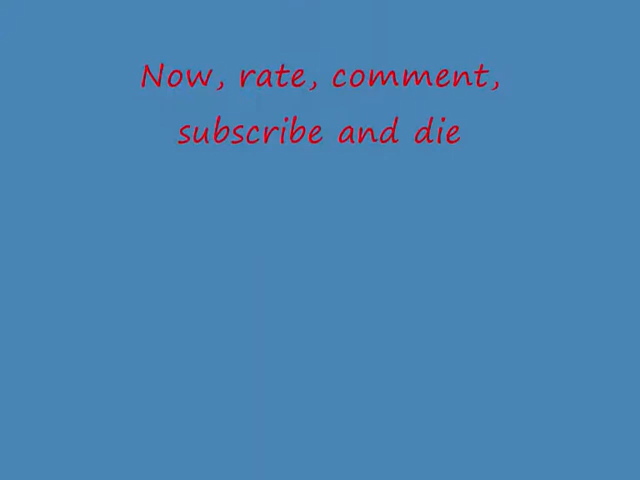 Now, rate, comment,
subscribe and die